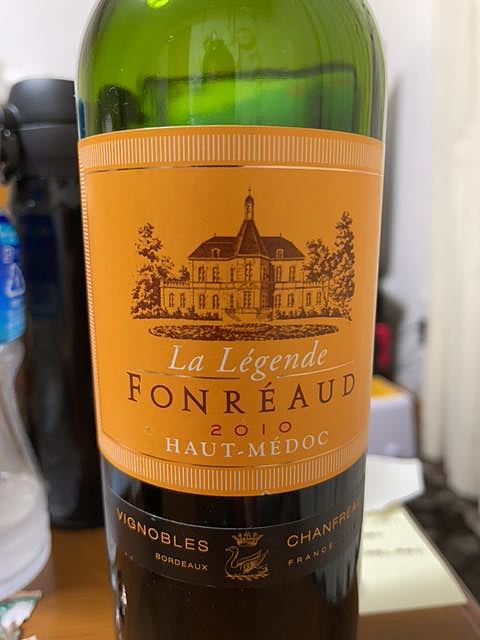 La Légende
FONRÉAUD
2010
HAUT-MÉDOC
VIGNOBLES CHANFREAU
BORDEAUX FRANCE